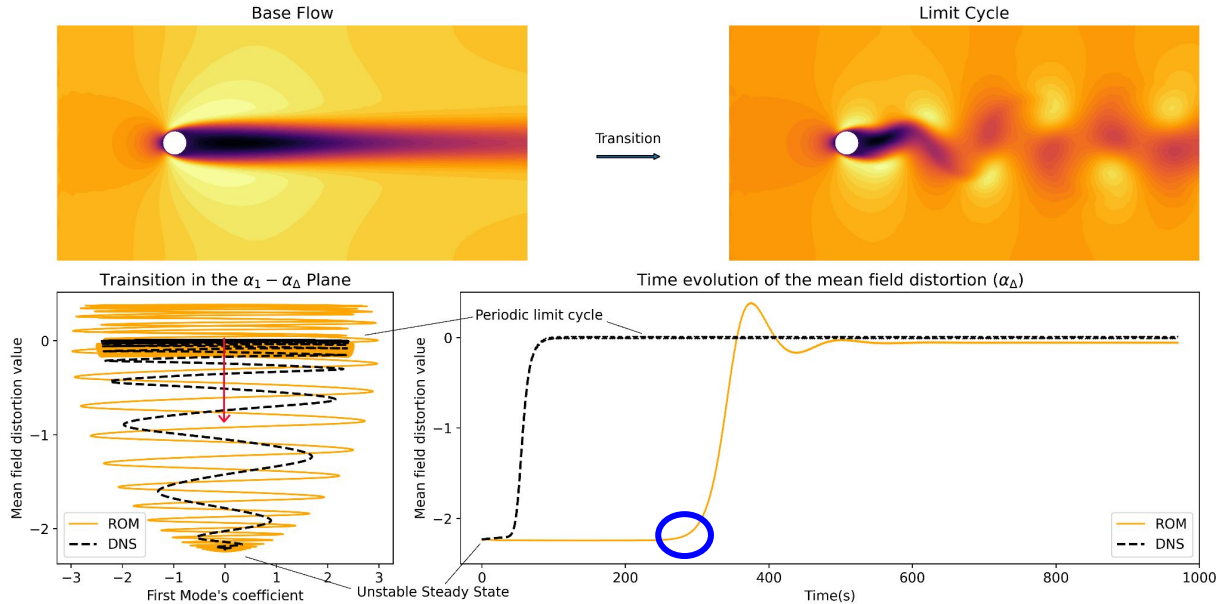 Base Flow
Limit Cycle
Transition
Trainsition in the α₁ − α_Δ Plane
Time evolution of the mean field distortion (α_Δ)
Mean field distortion value
0
−1
−2
ROM
DNS
−3
−2
−1
0
1
2
3
First Mode's coefficient
Periodic limit cycle
Unstable Steady State
Mean field distortion value
0
−1
−2
ROM
DNS
0
200
400
600
800
1000
Time(s)